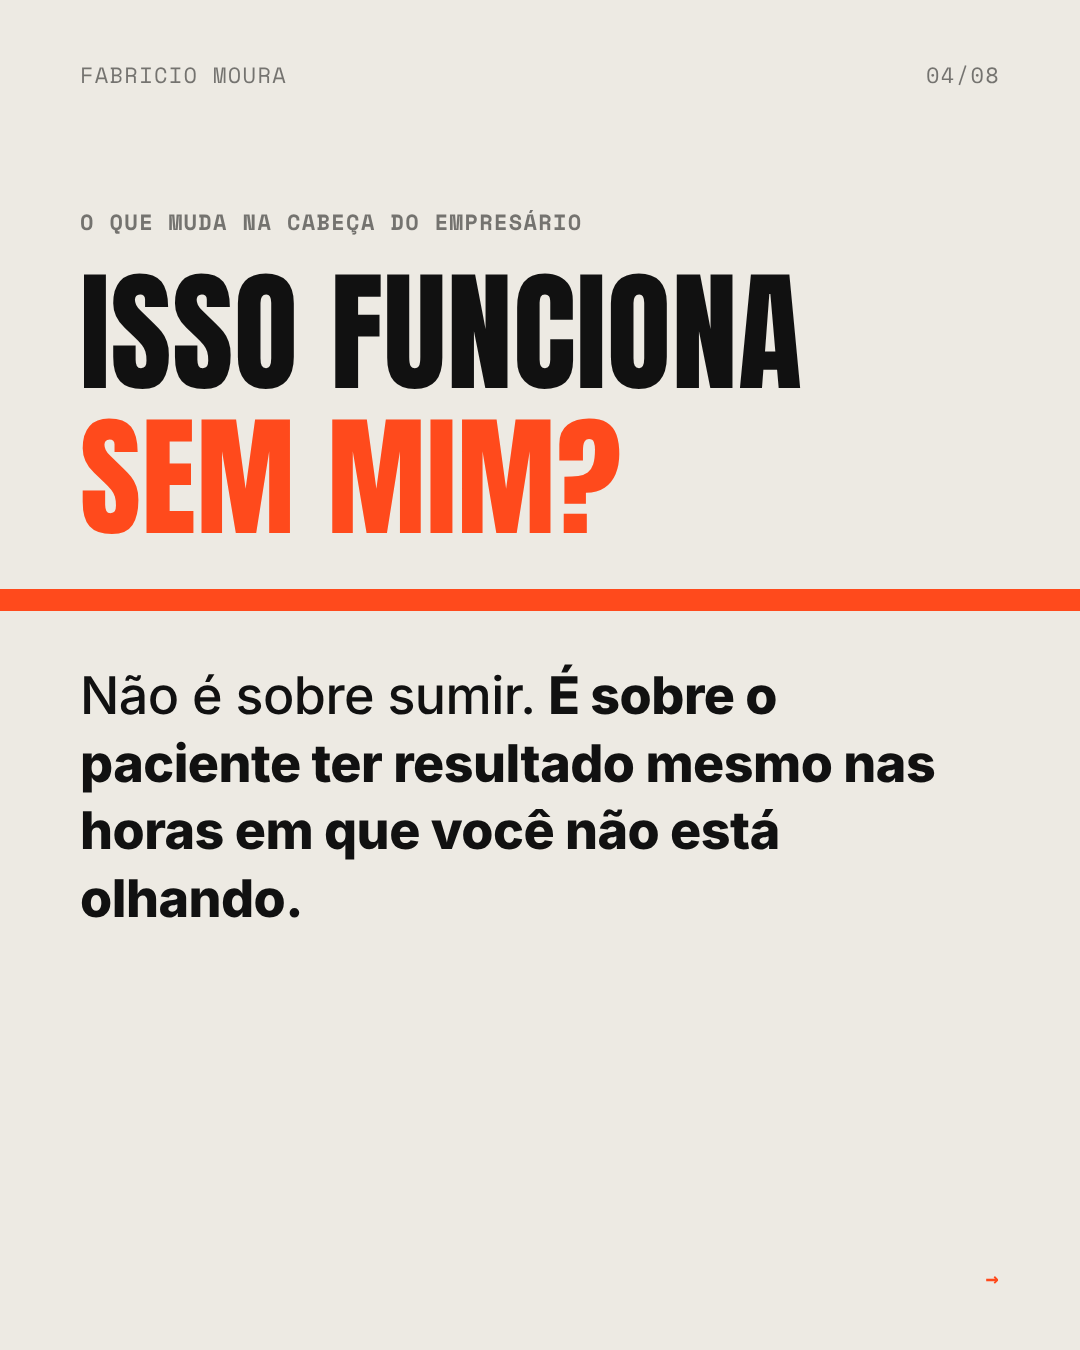 FABRICIO MOURA
04/08
O QUE MUDA NA CABEÇA DO EMPRESÁRIO
ISSO FUNCIONA
SEM MIM?
Não é sobre sumir. É sobre o
paciente ter resultado mesmo nas
horas em que você não está
olhando.
→